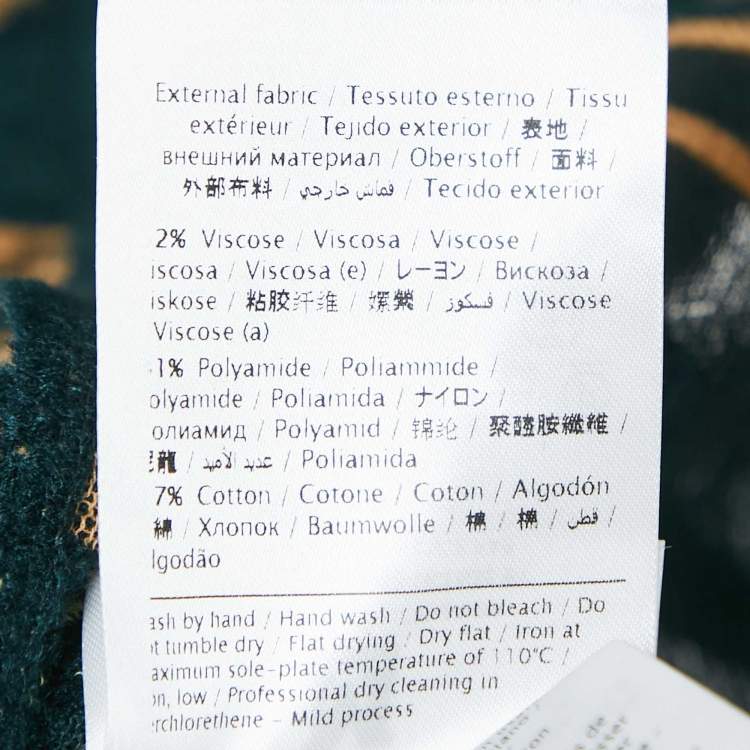 External fabric / Tessuto esterno / Tissu
extérieur / Tejido exterior / 表地 /
внешний материал / Oberstoff / 面料 /
外部布料 / قماش خارجي / Tecido exterior
2% Viscose / Viscosa / Viscose /
iscosa / Viscosa (e) / レーヨン / Вискоза /
iskose / 粘胶纤维 / 嫘縈 / فسكوز / Viscose
Viscose (a)
1% Polyamide / Poliammide /
olyamide / Poliamida / ナイロン /
олиамид / Polyamid / 锦纶 / 聚醯胺纖維 /
龍 / عديد الأميد / Poliamida
7% Cotton / Cotone / Coton / Algodón
綿 / Хлопок / Baumwolle / 棉 / 棉 / قطن /
lgodão
ash by hand / Hand wash / Do not bleach / Do
t tumble dry / Flat drying / Dry flat / Iron at
aximum sole-plate temperature of 110°C /
on, low / Professional dry cleaning in
erchlorethene - Mild process
de